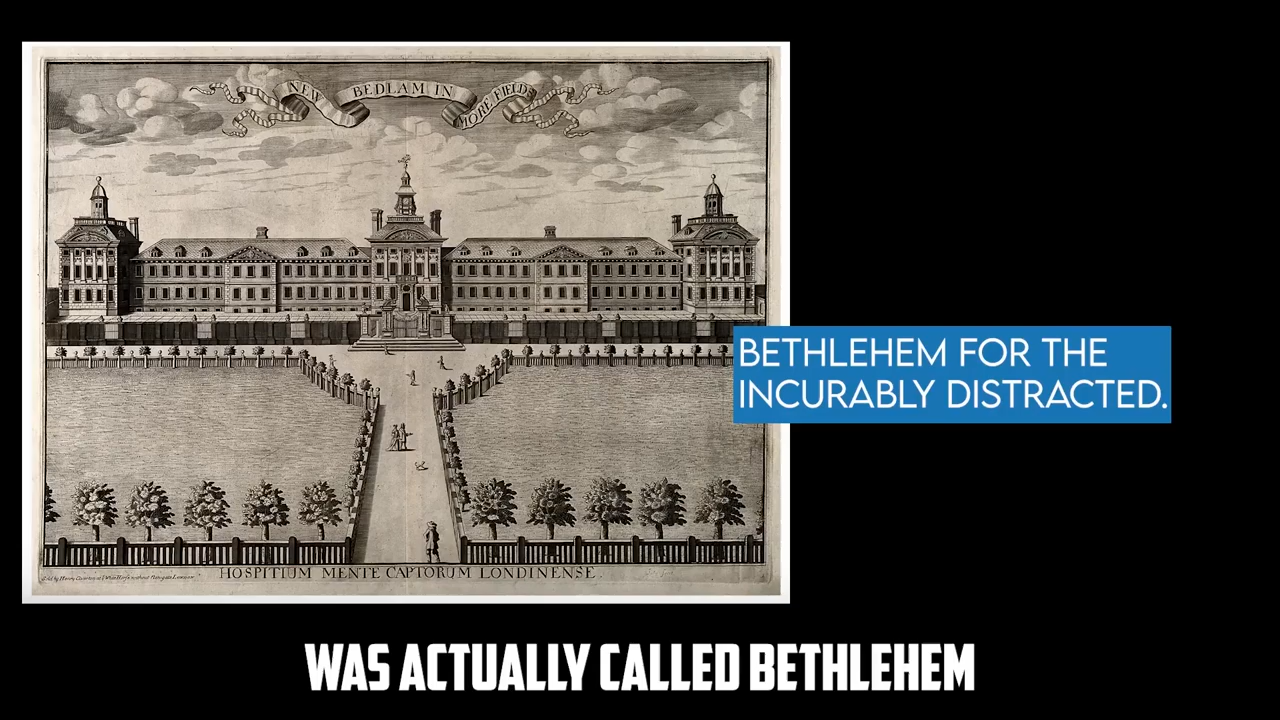 NEW BEDLAM IN MORE FIELDS
BETHLEHEM FOR THE
INCURABLY DISTRACTED.
HOSPITIUM MENTE CAPTORUM LONDINENSE.
WAS ACTUALLY CALLED BETHLEHEM